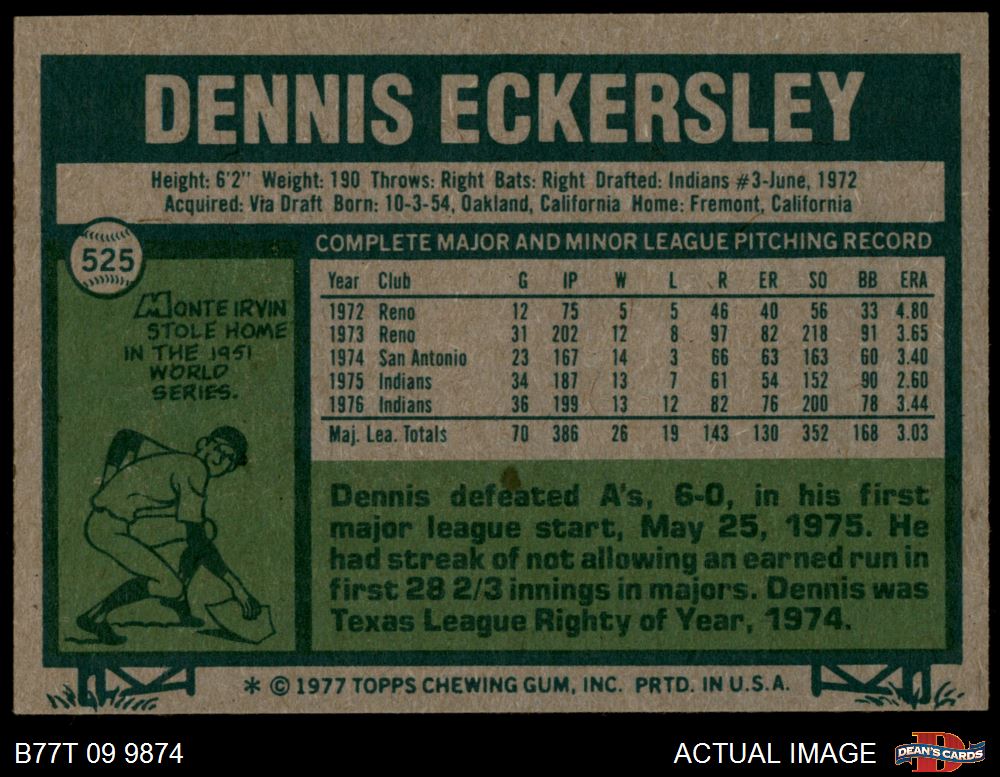 DENNIS ECKERSLEY
Height: 6'2" Weight: 190 Throws: Right Bats: Right Drafted: Indians #3-June, 1972
Acquired: Via Draft Born: 10-3-54, Oakland, California Home: Fremont, California
525
MONTE IRVIN
STOLE HOME
IN THE 1951
WORLD
SERIES.
COMPLETE MAJOR AND MINOR LEAGUE PITCHING RECORD
Year Club G IP W L R ER SO BB ERA
1972 Reno 12 75 5 5 46 40 56 33 4.80
1973 Reno 31 202 12 8 97 82 218 91 3.65
1974 San Antonio 23 167 14 3 66 63 163 60 3.40
1975 Indians 34 187 13 7 61 54 152 90 2.60
1976 Indians 36 199 13 12 82 76 200 78 3.44
Maj. Lea. Totals 70 386 26 19 143 130 352 168 3.03
Dennis defeated A's, 6-0, in his first
major league start, May 25, 1975. He
had streak of not allowing an earned run in
first 28 2/3 innings in majors. Dennis was
Texas League Righty of Year, 1974.
* © 1977 TOPPS CHEWING GUM, INC. PRTD. IN U.S.A.
B77T 09 9874
ACTUAL IMAGE
D
DEAN'S CARDS